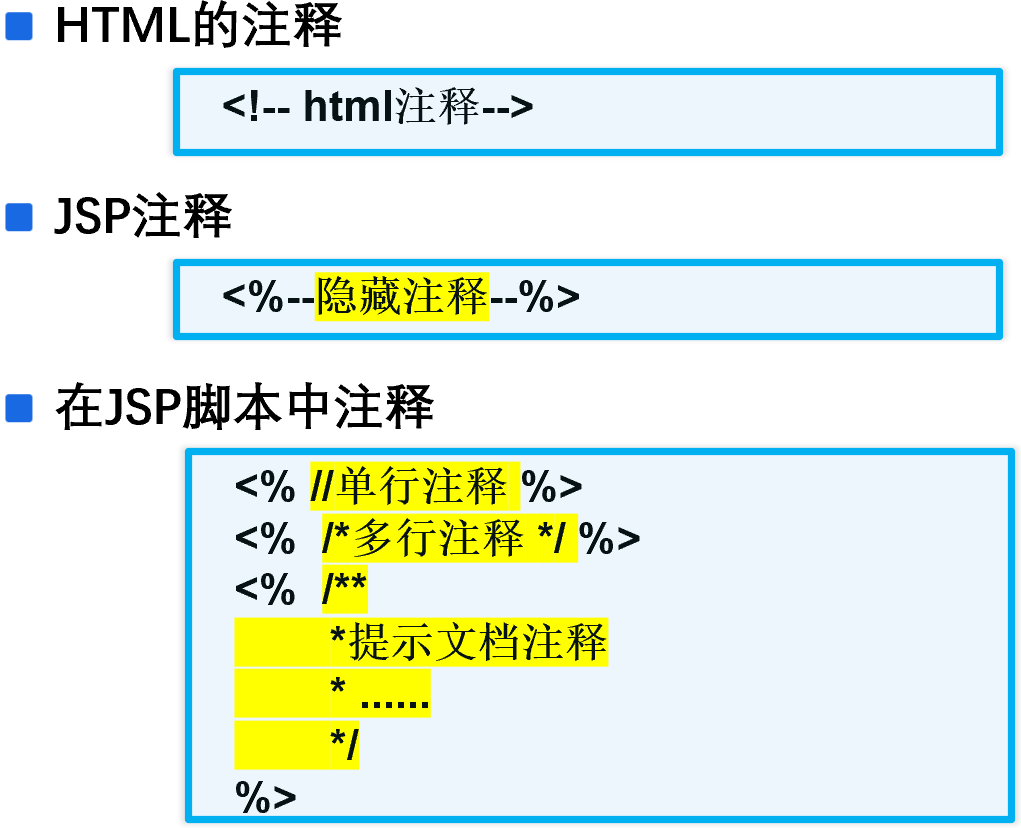 HTML的注释
<!-- html注释-->
JSP注释
<%--隐藏注释--%>
在JSP脚本中注释
<% //单行注释 %>
<% /*多行注释 */ %>
<% /**
*提示文档注释
* ......
*/
%>